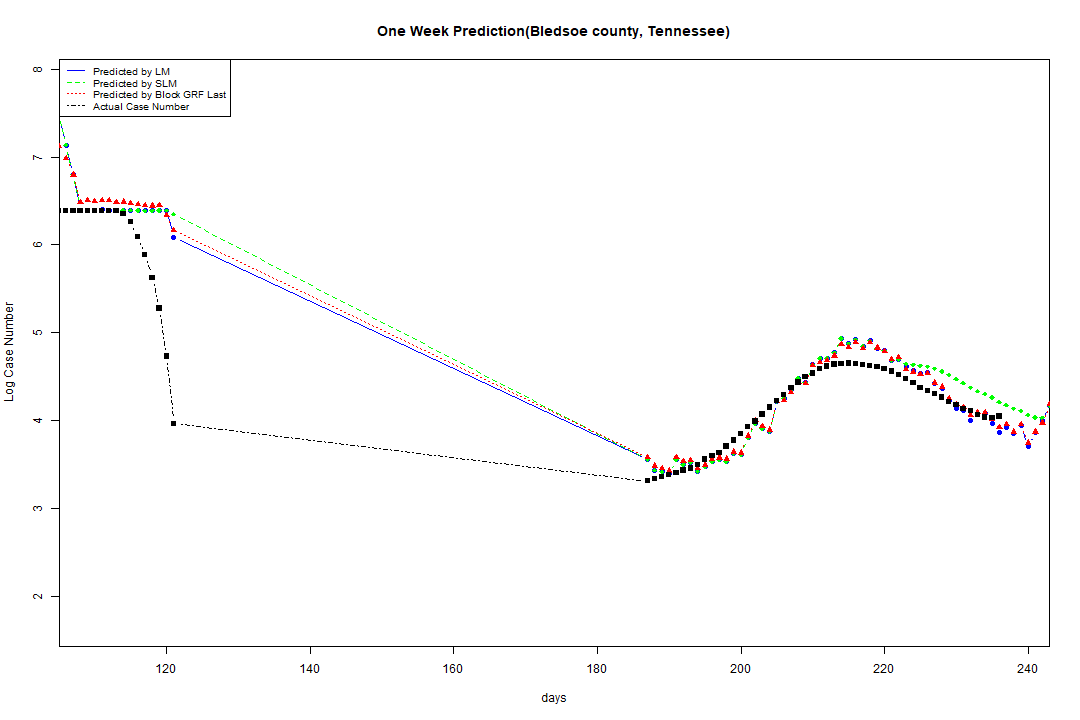 One Week Prediction(Bledsoe county, Tennessee)
Predicted by LM
Predicted by SLM
Predicted by Block GRF Last
Actual Case Number
8
7
6
5
4
3
2
Log Case Number
120 140 160 180 200 220 240
days